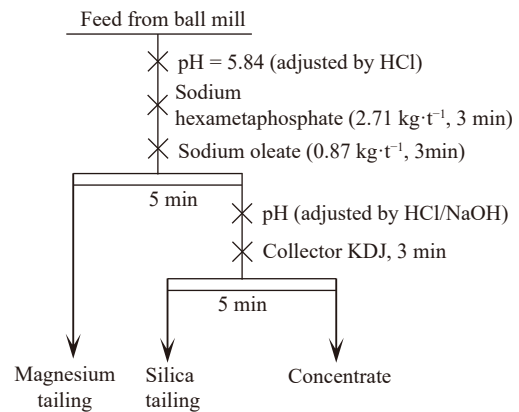 Feed from ball mill
pH = 5.84 (adjusted by HCl)
Sodium
hexametaphosphate (2.71 kg·t⁻¹, 3 min)
Sodium oleate (0.87 kg·t⁻¹, 3min)
5 min
pH (adjusted by HCl/NaOH)
Collector KDJ, 3 min
5 min
Magnesium
tailing
Silica
tailing
Concentrate